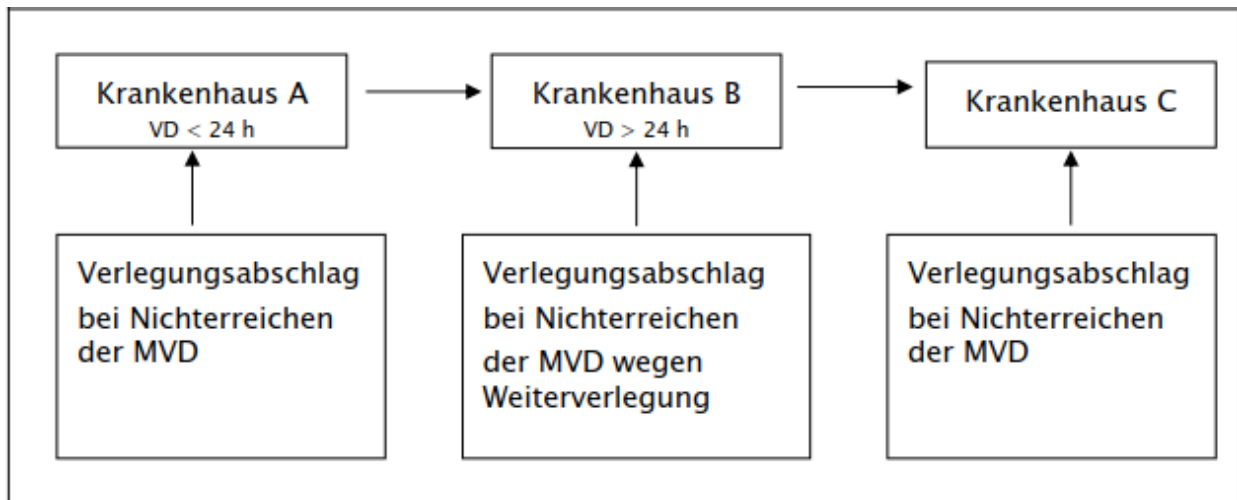 Krankenhaus A
VD < 24 h
Krankenhaus B
VD > 24 h
Krankenhaus C
Verlegungsabschlag
bei Nichterreichen
der MVD
Verlegungsabschlag
bei Nichterreichen
der MVD wegen
Weiterverlegung
Verlegungsabschlag
bei Nichterreichen
der MVD